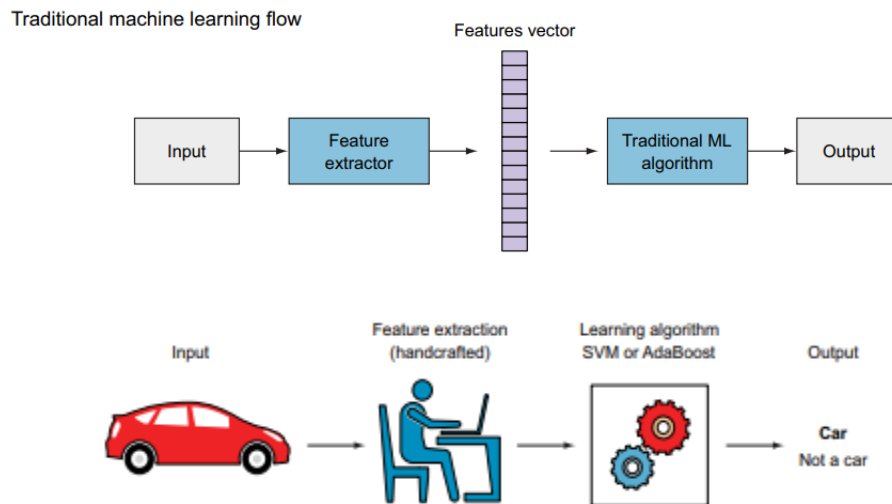 Traditional machine learning flow
Features vector
Input
Feature
extractor
Traditional ML
algorithm
Output
Input
Feature extraction
(handcrafted)
Learning algorithm
SVM or AdaBoost
Output
Car
Not a car